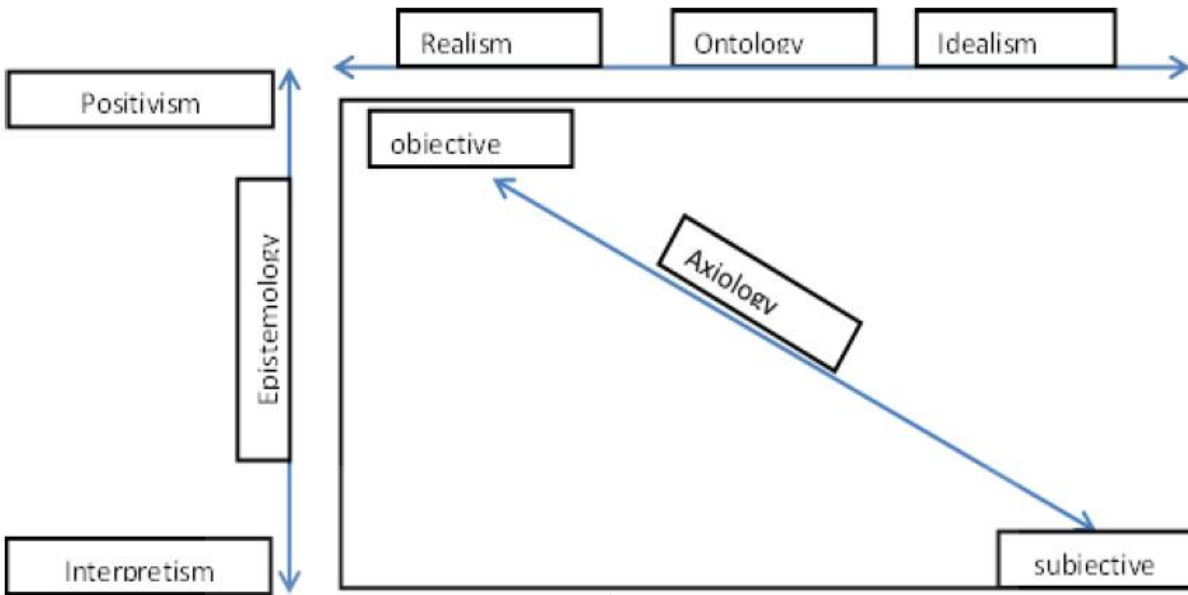 Realism
Ontology
Idealism
Positivism
objective
Axiology
Epistemology
Interpretism
subjective